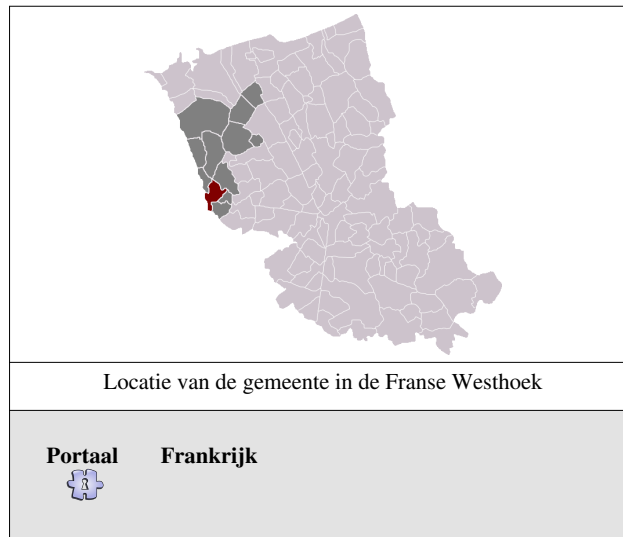 Locatie van de gemeente in de Franse Westhoek
Portaal Frankrijk